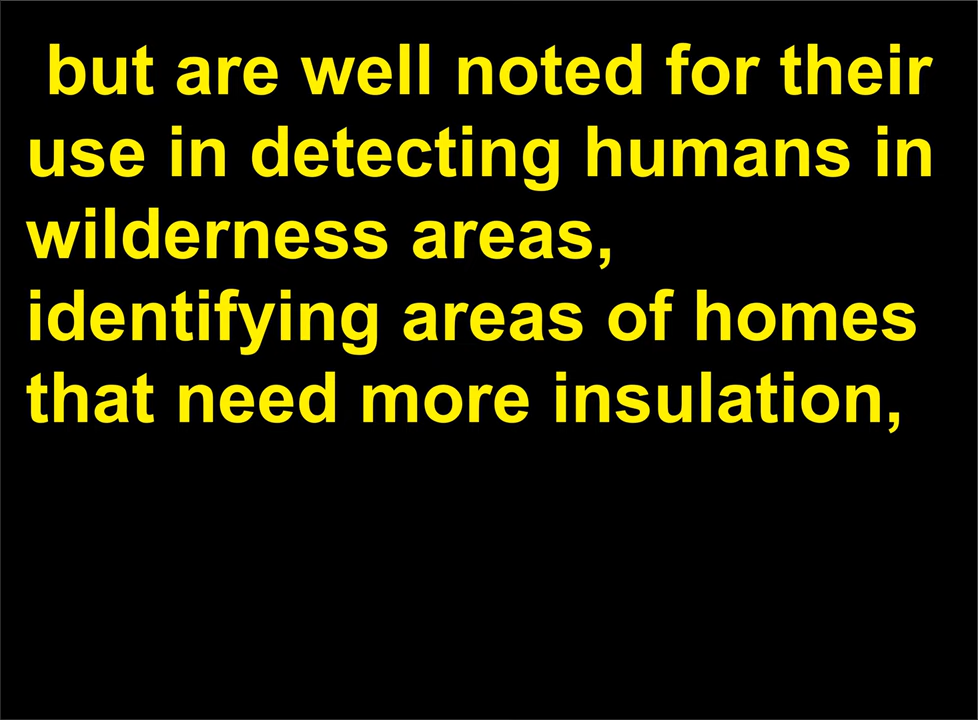 but are well noted for their
use in detecting humans in
wilderness areas,
identifying areas of homes
that need more insulation,